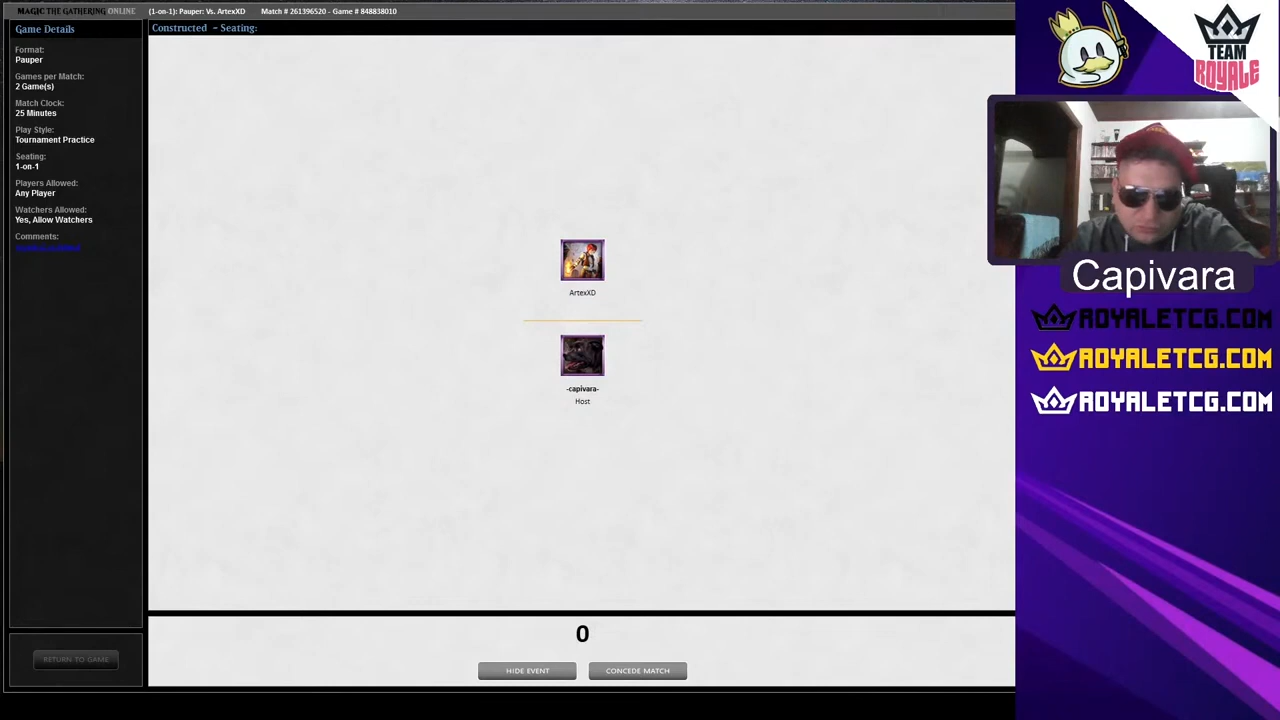 MAGIC THE GATHERING ONLINE
(1-on-1): Pauper: Vs. ArtexXD Match # 261396520 - Game # 848838010
Game Details
Constructed - Seating:
Format:
Pauper
Games per Match:
2 Game(s)
Match Clock:
25 Minutes
Play Style:
Tournament Practice
Seating:
1-on-1
Players Allowed:
Any Player
Watchers Allowed:
Yes, Allow Watchers
Comments:
ArtexXD
-capivara-
Host
0
RETURN TO GAME
HIDE EVENT
CONCEDE MATCH
TEAM
ROYALE
Capivara
ROYALETCG.COM
ROYALETCG.COM
ROYALETCG.COM